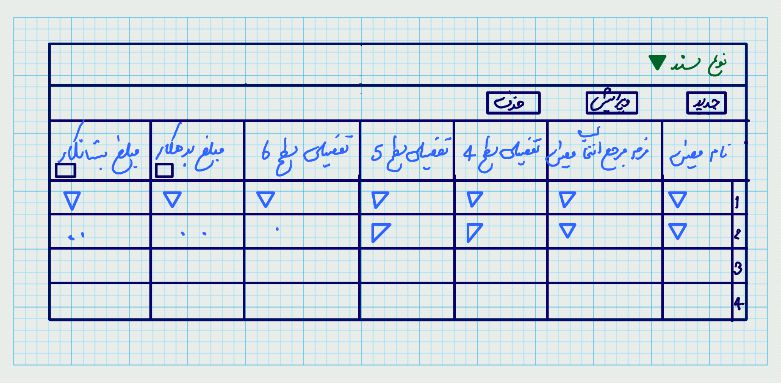 نوع سند
جدید ویرایش حذف
نام معین فرم مرجع انتخاب معین تفصیلی سطح 4 تفصیلی سطح 5 تفصیلی سطح 6 مبلغ بدهکار مبلغ بستانکار
1
2
3
4